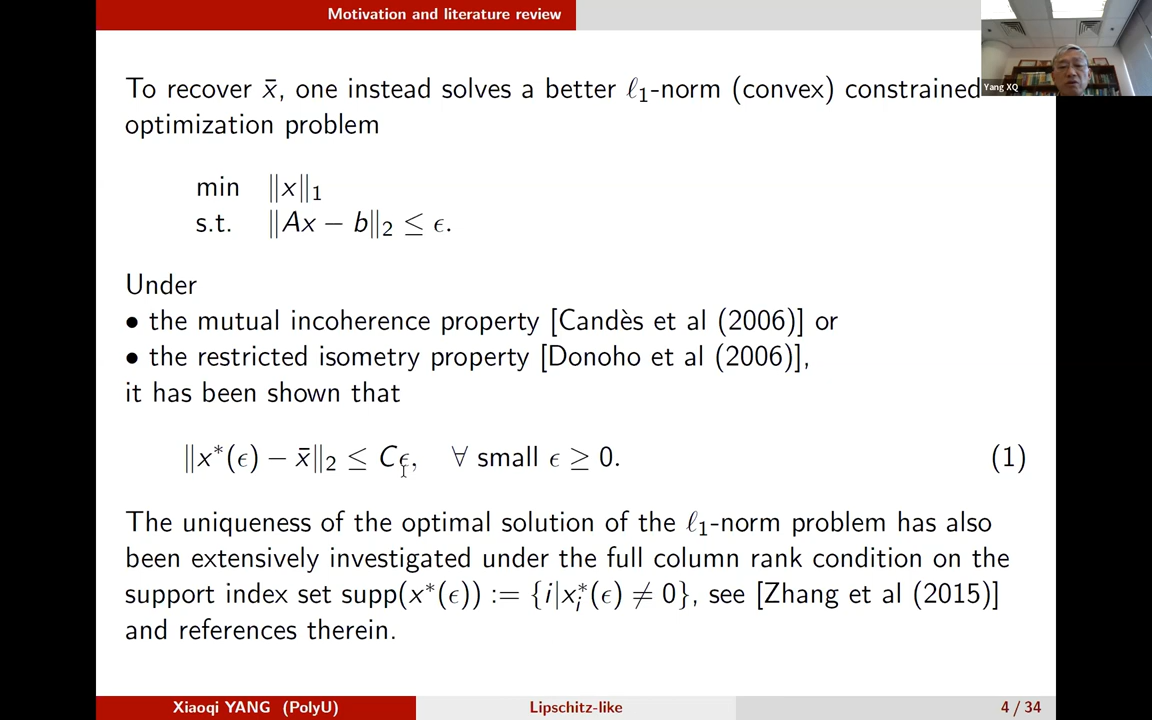 Motivation and literature review
Yang XQ
To recover x̄, one instead solves a better ℓ₁-norm (convex) constrained
optimization problem
min ‖x‖₁
s.t. ‖Ax − b‖₂ ≤ ϵ.
Under
• the mutual incoherence property [Candès et al (2006)] or
• the restricted isometry property [Donoho et al (2006)],
it has been shown that
‖x*(ϵ) − x̄‖₂ ≤ Cϵ, ∀ small ϵ ≥ 0. (1)
The uniqueness of the optimal solution of the ℓ₁-norm problem has also
been extensively investigated under the full column rank condition on the
support index set supp(x*(ϵ)) := {i|xᵢ*(ϵ) ≠ 0}, see [Zhang et al (2015)]
and references therein.
Xiaoqi YANG (PolyU) Lipschitz-like 4 / 34